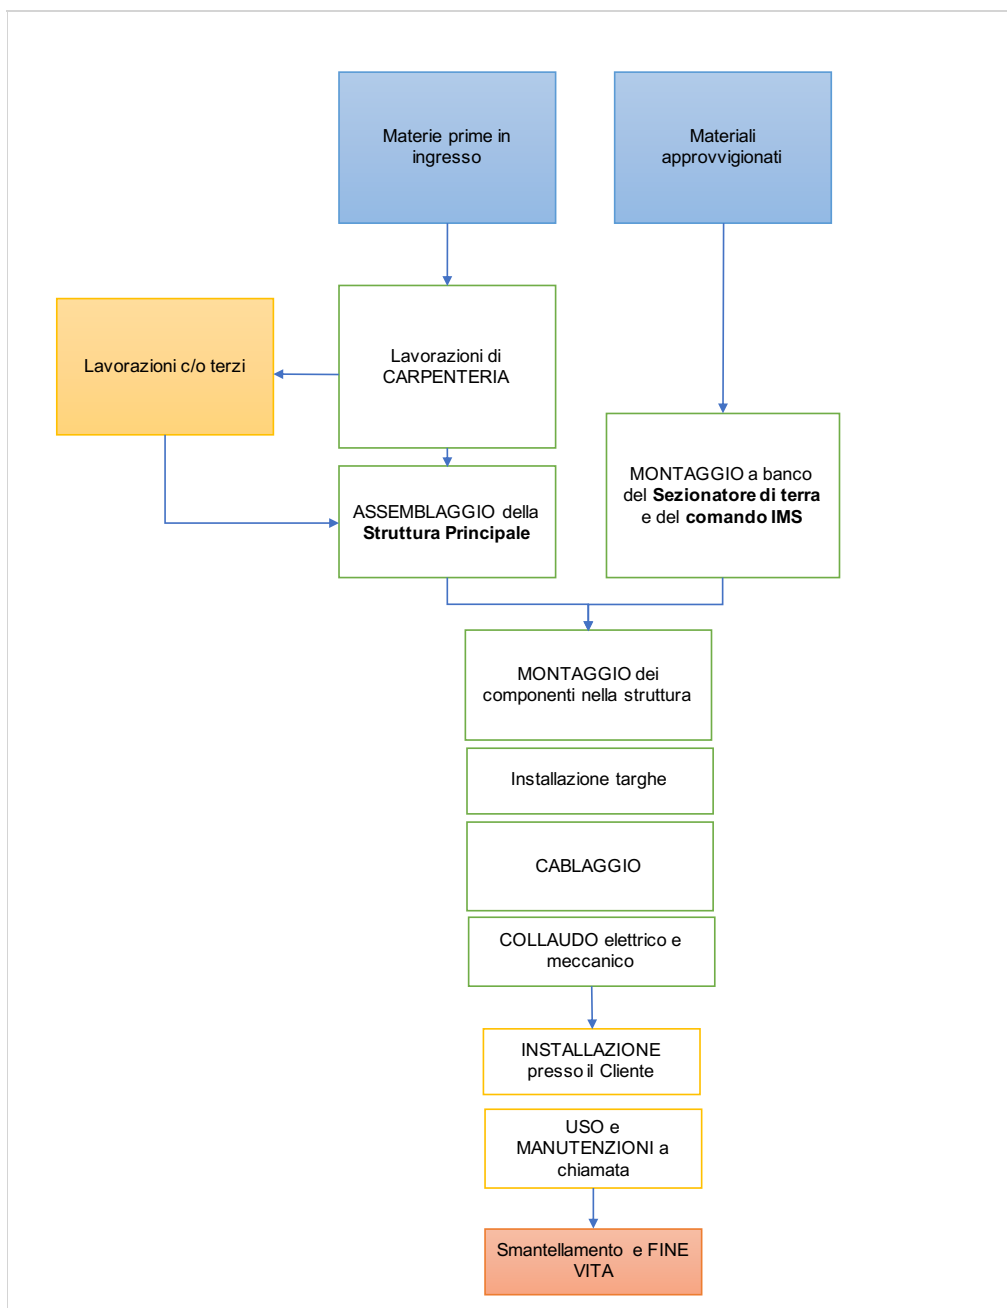 Materie prime in
ingresso
Materiali
approvvigionati
Lavorazioni c/o terzi
Lavorazioni di
CARPENTERIA
MONTAGGIO a banco
del Sezionatore di terra
e del comando IMS
ASSEMBLAGGIO della
Struttura Principale
MONTAGGIO dei
componenti nella struttura
Installazione targhe
CABLAGGIO
COLLAUDO elettrico e
meccanico
INSTALLAZIONE
presso il Cliente
USO e
MANUTENZIONI a
chiamata
Smantellamento e FINE
VITA